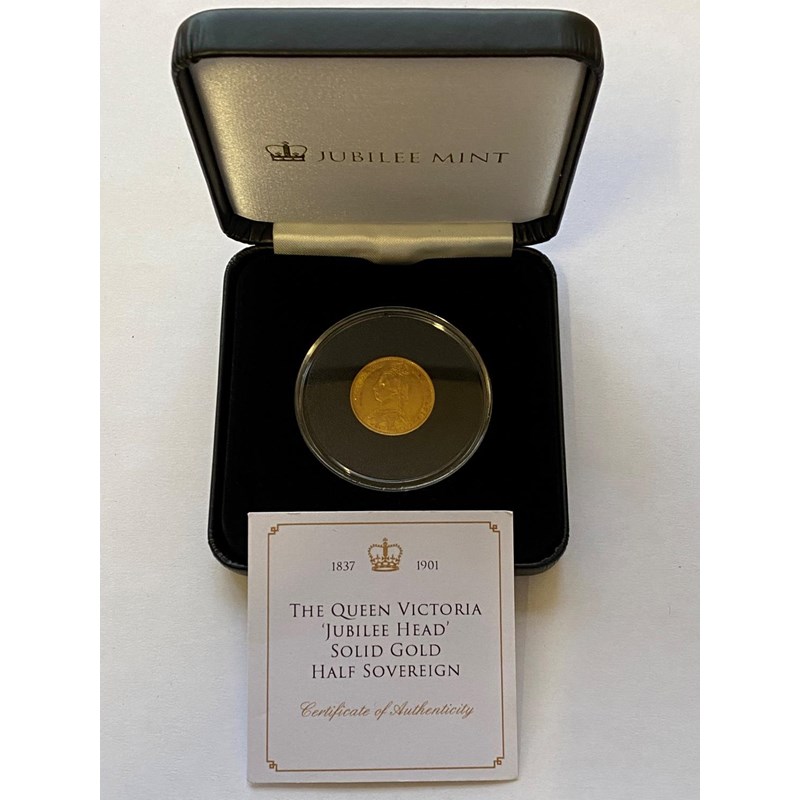 JUBILEE MINT
1837 1901
THE QUEEN VICTORIA
'JUBILEE HEAD'
SOLID GOLD
HALF SOVEREIGN
Certificate of Authenticity